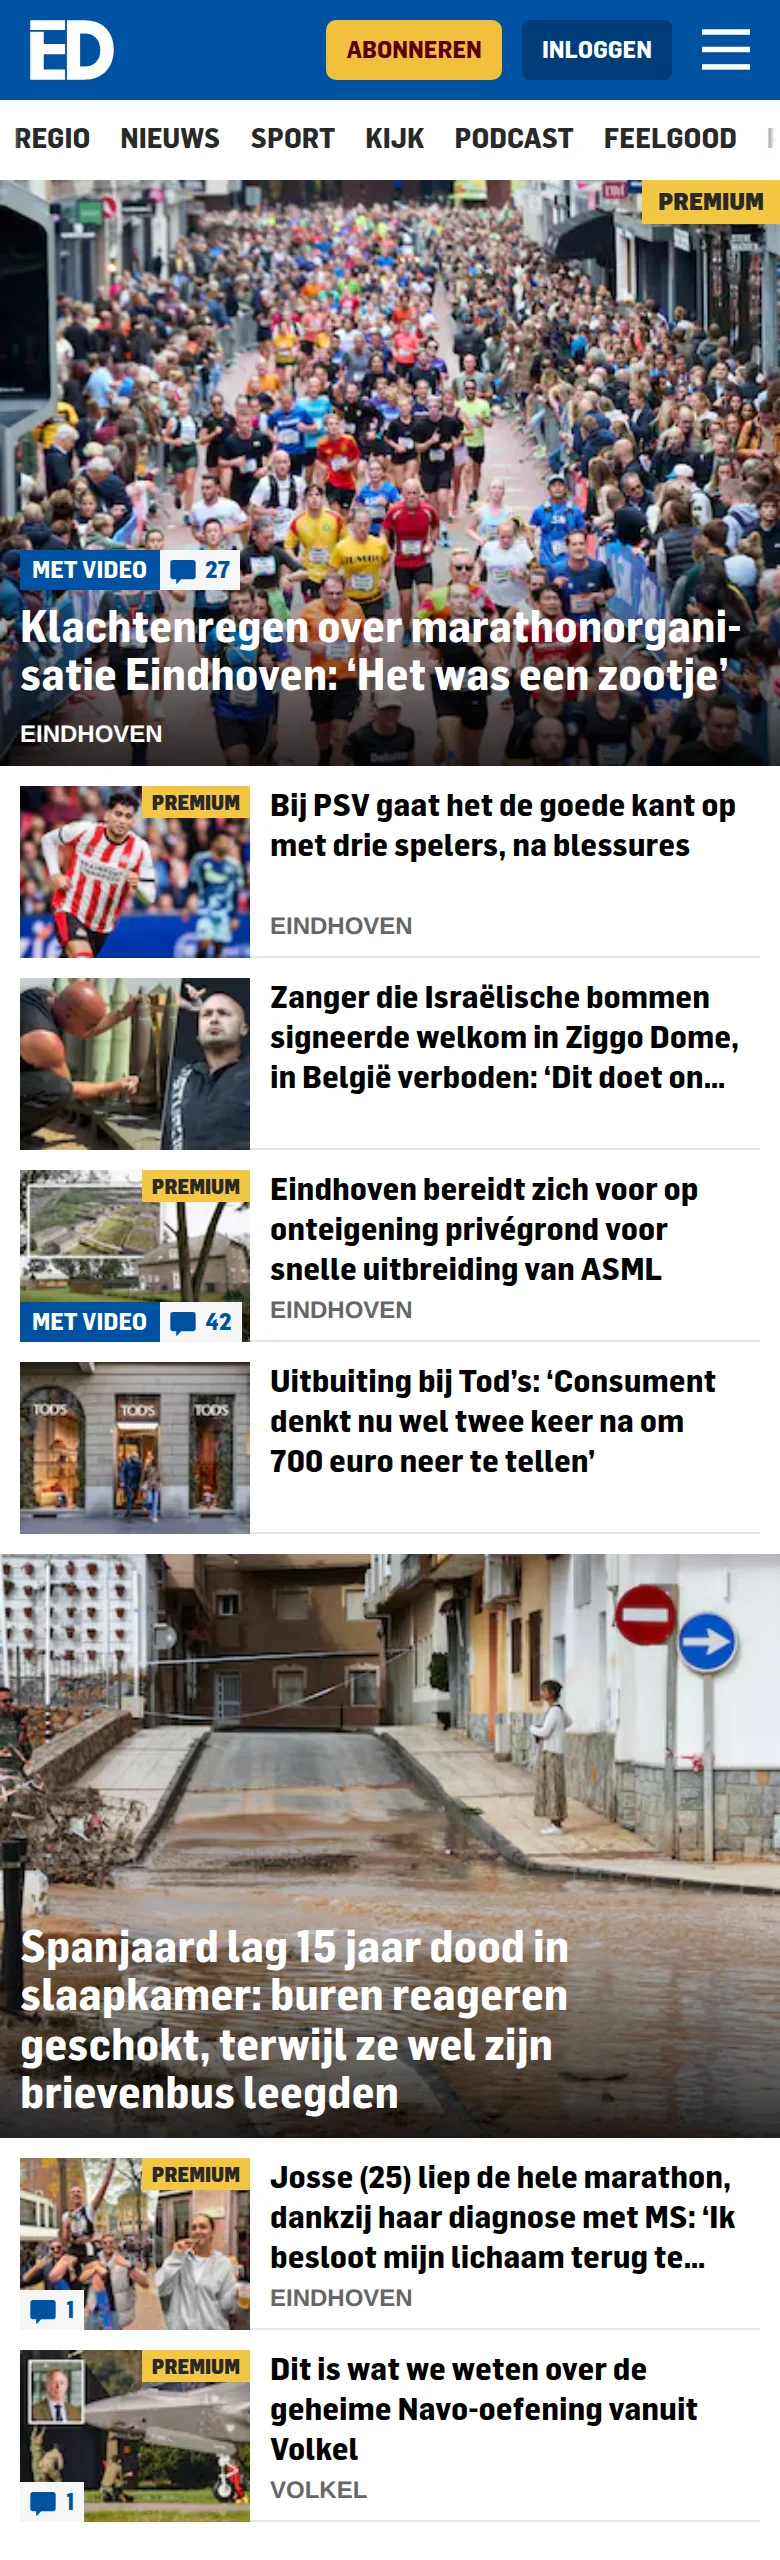 ED
ABONNEREN
INLOGGEN
REGIO NIEUWS SPORT KIJK PODCAST FEELGOOD
PREMIUM
MET VIDEO 27
Klachtenregen over marathonorgani-
satie Eindhoven: ‘Het was een zootje’
EINDHOVEN
PREMIUM
Bij PSV gaat het de goede kant op
met drie spelers, na blessures
EINDHOVEN
Zanger die Israëlische bommen
signeerde welkom in Ziggo Dome,
in België verboden: ‘Dit doet on...
PREMIUM
MET VIDEO 42
Eindhoven bereidt zich voor op
onteigening privégrond voor
snelle uitbreiding van ASML
EINDHOVEN
TOD'S TOD'S TOD'S
Uitbuiting bij Tod’s: ‘Consument
denkt nu wel twee keer na om
700 euro neer te tellen’
Spanjaard lag 15 jaar dood in
slaapkamer: buren reageren
geschokt, terwijl ze wel zijn
brievenbus leegden
PREMIUM
1
Josse (25) liep de hele marathon,
dankzij haar diagnose met MS: ‘Ik
besloot mijn lichaam terug te...
EINDHOVEN
PREMIUM
1
Dit is wat we weten over de
geheime Navo-oefening vanuit
Volkel
VOLKEL